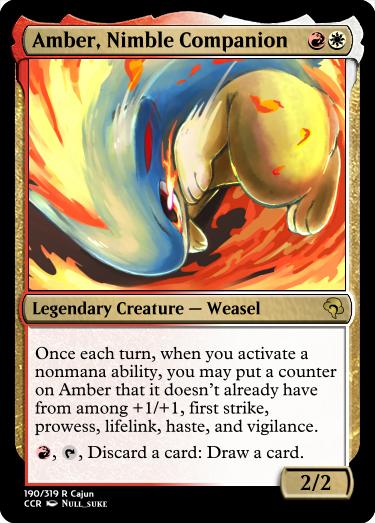 Amber, Nimble Companion
Legendary Creature — Weasel
Once each turn, when you activate a
nonmana ability, you may put a counter
on Amber that it doesn't already have
from among +1/+1, first strike,
prowess, lifelink, haste, and vigilance.
, , Discard a card: Draw a card.
2/2
190/319 R Cajun
CCR Null_suke